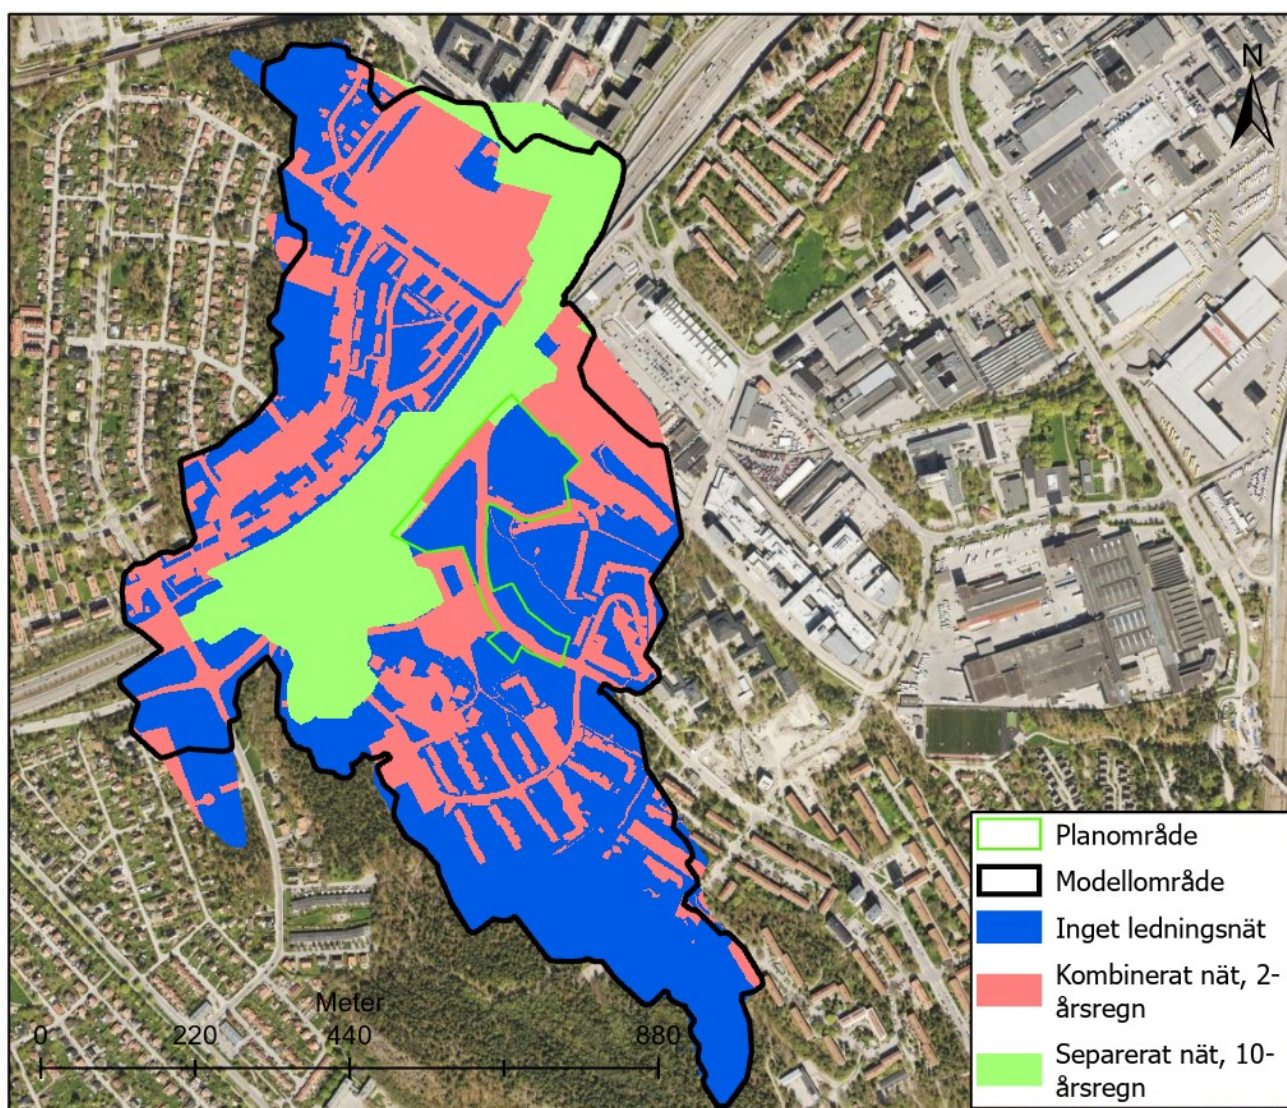 N
Planområde
Modellområde
Inget ledningsnät
Kombinerat nät, 2-
årsregn
Separerat nät, 10-
årsregn
Meter
0 220 440 880